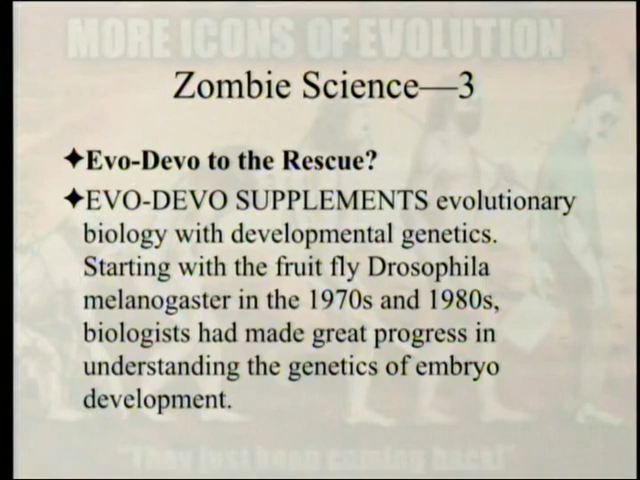 MORE ICONS OF EVOLUTION
Zombie Science—3
✦Evo-Devo to the Rescue?
✦EVO-DEVO SUPPLEMENTS evolutionary
biology with developmental genetics.
Starting with the fruit fly Drosophila
melanogaster in the 1970s and 1980s,
biologists had made great progress in
understanding the genetics of embryo
development.
"They just keep coming back!"